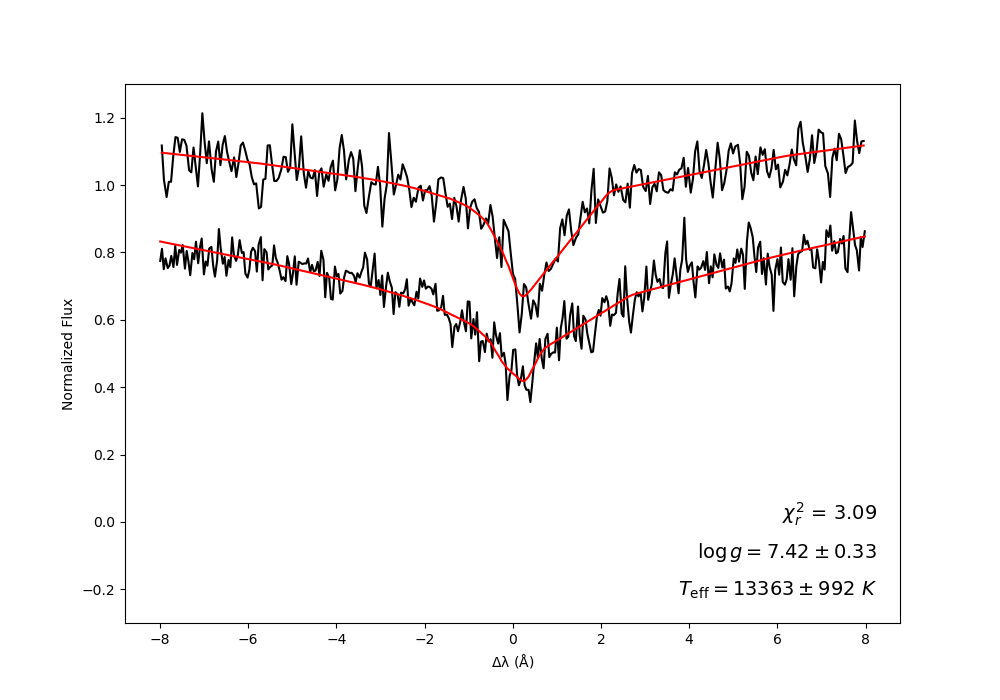 1.2
1.0
0.8
0.6
0.4
0.2
0.0
−0.2
Normalized Flux
χ²ᵣ = 3.09
log g = 7.42 ± 0.33
T_eff = 13363 ± 992 K
−8 −6 −4 −2 0 2 4 6 8
Δλ (Å)